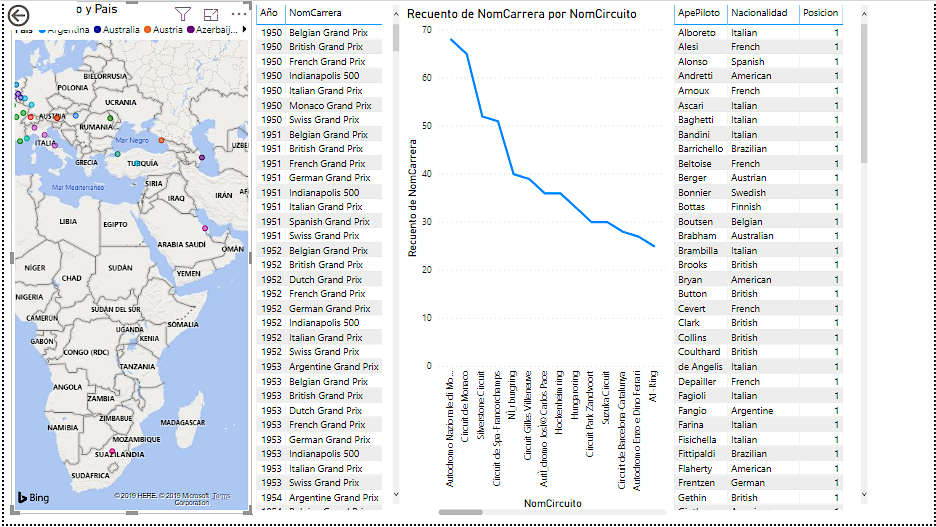 o y Pais
Pais Argentina Australia Austria Azerbaij...
BIELORRUSIA
POLONIA
UCRANIA
AUSTRIA
RUMANIA
ITALIA
Mar Negro
UZBE
GRECIA
TURQUÍA
Mar Mediterráneo
SIRIA
IRAQ
IRÁN
AF
LIBIA
EGIPTO
ARABIA SAUDÍ
OMÁN
YEMEN
NÍGER
CHAD
SUDÁN
NIGERIA
SUDÁN DEL SUR
CAMERÚN
SOMALIA
UGANDA
GABÓN
KENIA
CONGO (RDC)
TANZANIA
ANGOLA
ZAMBIA
ZIMBABUE
NAMIBIA
MADAGASCAR
MOZAMBIQUE
SUAZILANDIA
SUDÁFRICA
Bing
© 2019 HERE, © 2019 Microsoft Corporation Terms
Año NomCarrera
1950 Belgian Grand Prix
1950 British Grand Prix
1950 French Grand Prix
1950 Indianapolis 500
1950 Italian Grand Prix
1950 Monaco Grand Prix
1950 Swiss Grand Prix
1951 Belgian Grand Prix
1951 British Grand Prix
1951 French Grand Prix
1951 German Grand Prix
1951 Indianapolis 500
1951 Italian Grand Prix
1951 Spanish Grand Prix
1951 Swiss Grand Prix
1952 Belgian Grand Prix
1952 British Grand Prix
1952 Dutch Grand Prix
1952 French Grand Prix
1952 German Grand Prix
1952 Indianapolis 500
1952 Italian Grand Prix
1952 Swiss Grand Prix
1953 Argentine Grand Prix
1953 Belgian Grand Prix
1953 British Grand Prix
1953 Dutch Grand Prix
1953 French Grand Prix
1953 German Grand Prix
1953 Indianapolis 500
1953 Italian Grand Prix
1953 Swiss Grand Prix
1954 Argentine Grand Prix
Recuento de NomCarrera por NomCircuito
Recuento de NomCarrera
70
60
50
40
30
20
10
0
Autodromo Nazionale di Mo...
Circuit de Monaco
Silverstone Circuit
Circuit de Spa-Francorchamps
Circuit Gilles Villeneuve
Hockenheimring
Hungaroring
Circuit Park Zandvoort
Suzuka Circuit
Circuit de Barcelona-Catalunya
Autodromo Enzo e Dino Ferrari
A1-Ring
NomCircuito
ApePiloto Nacionalidad Posicion
Alboreto Italian 1
Alesi French 1
Alonso Spanish 1
Andretti American 1
Arnoux French 1
Ascari Italian 1
Baghetti Italian 1
Bandini Italian 1
Barrichello Brazilian 1
Beltoise French 1
Berger Austrian 1
Bonnier Swedish 1
Bottas Finnish 1
Boutsen Belgian 1
Brabham Australian 1
Brambilla Italian 1
Brooks British 1
Bryan American 1
Button British 1
Cevert French 1
Clark British 1
Collins British 1
Coulthard British 1
de Angelis Italian 1
Depailler French 1
Fagioli Italian 1
Fangio Argentine 1
Farina Italian 1
Fisichella Italian 1
Fittipaldi Brazilian 1
Flaherty American 1
Frentzen German 1
Gethin British 1